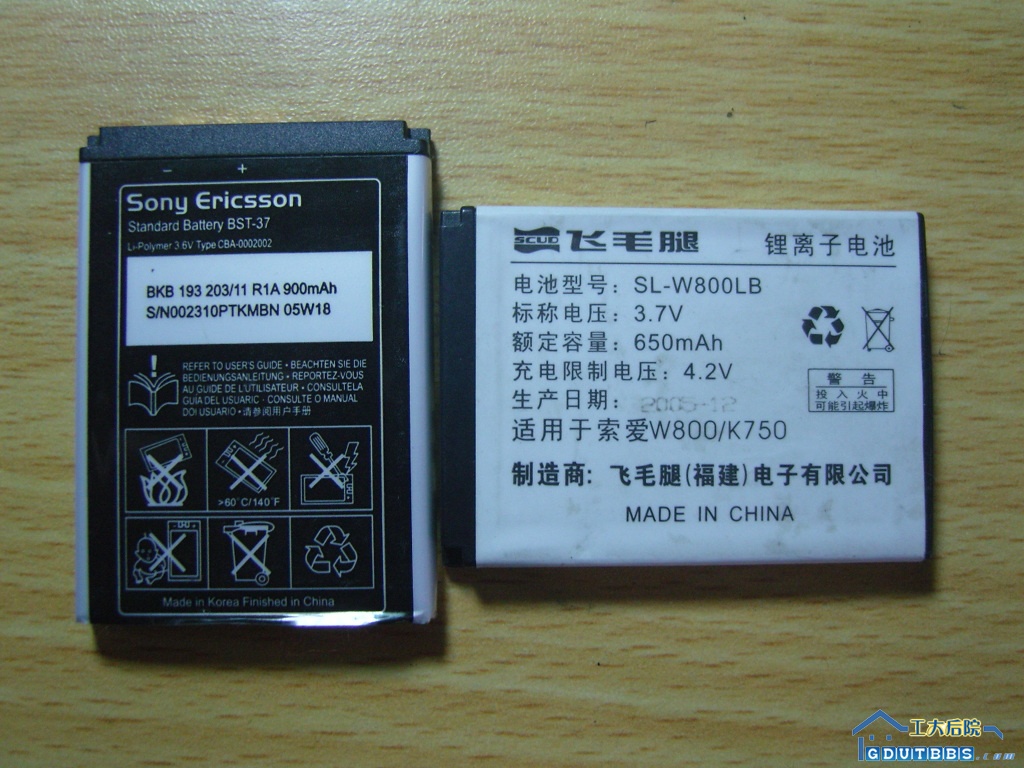 − +
Sony Ericsson
Standard Battery BST-37
Li-Polymer 3.6V Type CBA-0002002
BKB 193 203/11 R1A 900mAh
S/N002310PTKMBN 05W18
REFER TO USER'S GUIDE • BEACHTEN SIE DIE
BEDIENUNGSANLEITUNG • REPORTEZ-VOUS
AU GUIDE DE L'UTILISATEUR • CONSULTELA
GUIA DEL USUARIC • CONSULTE O MANUAL
DOI USUARIO • 请参阅用户手册
>60°C/140°F
Made in Korea Finished in China
SCUD 飞毛腿 锂离子电池
电池型号: SL-W800LB
标称电压: 3.7V
额定容量: 650mAh
充电限制电压: 4.2V
生产日期: 2005-12
适用于索爱W800/K750
警 告
投入火中
可能引起爆炸
制造商: 飞毛腿(福建)电子有限公司
MADE IN CHINA
工大后院
GDUTBBS.com